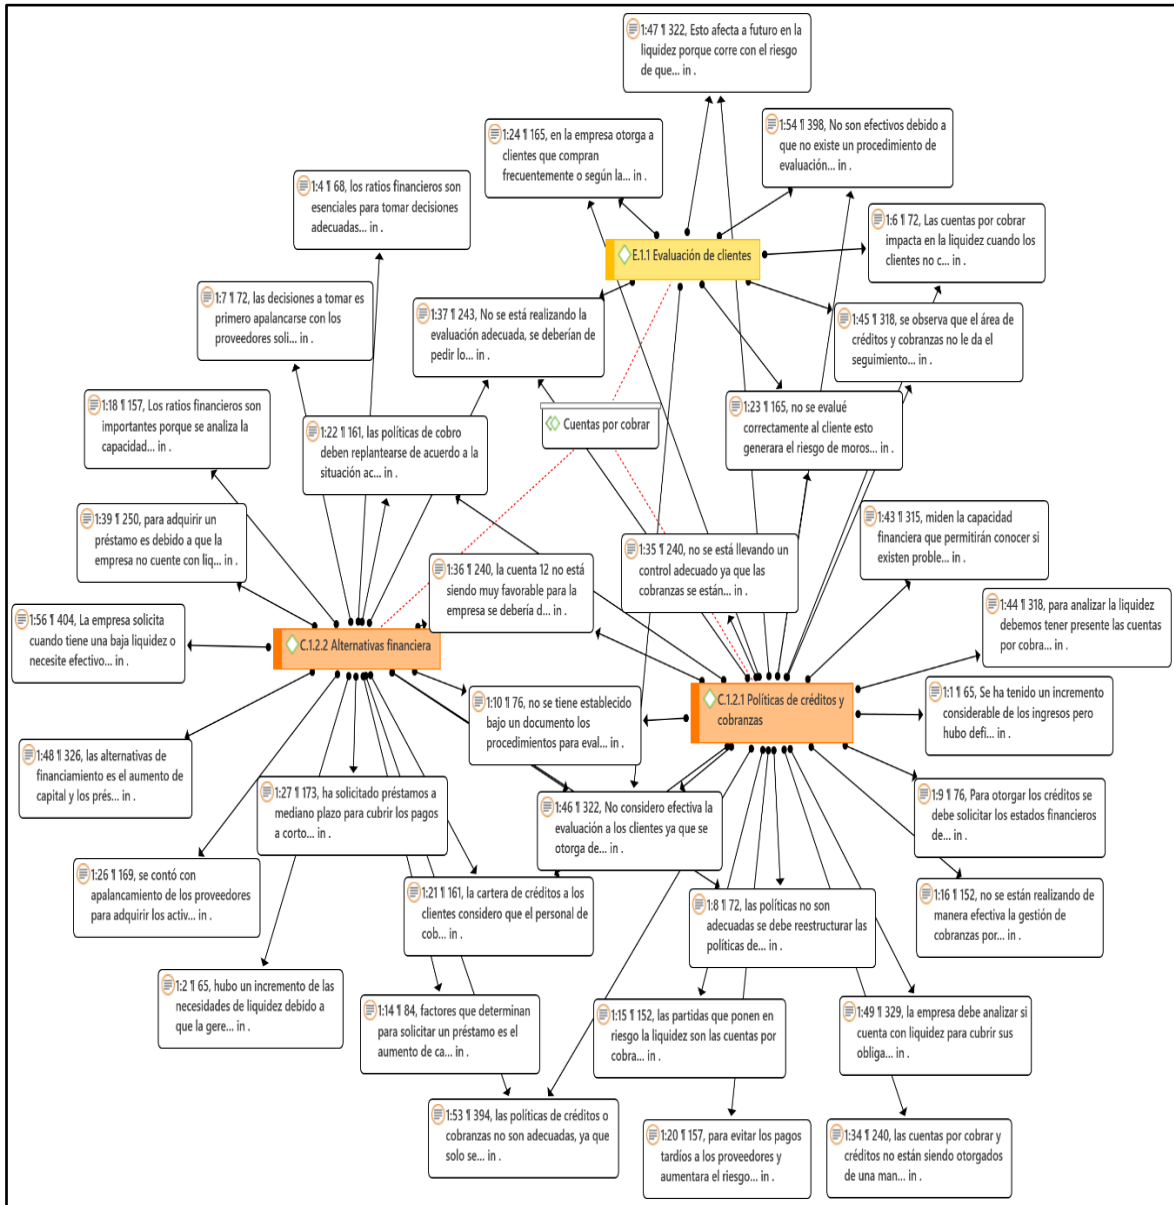 1:47 ¶ 322, Esto afecta a futuro en la
liquidez porque corre con el riesgo
de que... in .
1:24 ¶ 165, en la empresa otorga a
clientes que compran
frecuentemente o según la... in .
1:54 ¶ 398, No son efectivos debido a
que no existe un procedimiento de
evaluación... in .
1:4 ¶ 68, los ratios financieros son
esenciales para tomar decisiones
adecuadas... in .
1:6 ¶ 72, Las cuentas por cobrar
impacta en la liquidez cuando los
clientes no c... in .
E.1.1 Evaluación de clientes
1:7 ¶ 72, las decisiones a tomar es
primero apalancarse con los
proveedores soli... in .
1:37 ¶ 243, No se está realizando la
evaluación adecuada, se deberían de
pedir lo... in .
1:45 ¶ 318, se observa que el área de
créditos y cobranzas no le da el
seguimiento... in .
1:18 ¶ 157, Los ratios financieros son
importantes porque se analiza la
capacidad... in .
1:22 ¶ 161, las políticas de cobro
deben replantearse de acuerdo a la
situación ac... in .
Cuentas por cobrar
1:23 ¶ 165, no se evalué
correctamente al cliente esto
generara el riesgo de moros... in .
1:39 ¶ 250, para adquirir un
préstamo es debido a que la
empresa no cuente con liq... in .
1:43 ¶ 315, miden la capacidad
financiera que permitirán conocer si
existen proble... in .
1:36 ¶ 240, la cuenta 12 no está
siendo muy favorable para la
empresa se debería d... in .
1:35 ¶ 240, no se está llevando un
control adecuado ya que las
cobranzas se están... in .
1:56 ¶ 404, La empresa solicita
cuando tiene una baja liquidez o
necesite efectivo... in .
C.1.2.2 Alternativas financiera
1:44 ¶ 318, para analizar la liquidez
debemos tener presente las cuentas
por cobra... in .
1:10 ¶ 76, no se tiene establecido
bajo un documento los
procedimientos para eval... in .
C.1.2.1 Políticas de créditos y
cobranzas
1:1 ¶ 65, Se ha tenido un incremento
considerable de los ingresos pero
hubo defi... in .
1:48 ¶ 326, las alternativas de
financiamiento es el aumento de
capital y los prés... in .
1:27 ¶ 173, ha solicitado préstamos a
mediano plazo para cubrir los pagos
a corto... in .
1:46 ¶ 322, No considero efectiva la
evaluación a los clientes ya que se
otorga de... in .
1:9 ¶ 76, Para otorgar los créditos se
debe solicitar los estados financieros
de... in .
1:26 ¶ 169, se contó con
apalancamiento de los proveedores
para adquirir los activ... in .
1:21 ¶ 161, la cartera de créditos a los
clientes considero que el personal de
cob... in .
1:8 ¶ 72, las políticas no son
adecuadas se debe reestructurar las
políticas de... in .
1:16 ¶ 152, no se están realizando de
manera efectiva la gestión de
cobranzas por... in .
1:2 ¶ 65, hubo un incremento de las
necesidades de liquidez debido a
que la gere... in .
1:14 ¶ 84, factores que determinan
para solicitar un préstamo es el
aumento de ca... in .
1:15 ¶ 152, las partidas que ponen en
riesgo la liquidez son las cuentas por
cobra... in .
1:49 ¶ 329, la empresa debe analizar si
cuenta con liquidez para cubrir sus
obliga... in .
1:53 ¶ 394, las políticas de créditos o
cobranzas no son adecuadas, ya que
solo se... in .
1:20 ¶ 157, para evitar los pagos
tardíos a los proveedores y
aumentara el riesgo... in .
1:34 ¶ 240, las cuentas por cobrar y
créditos no están siendo otorgados
de una man... in .